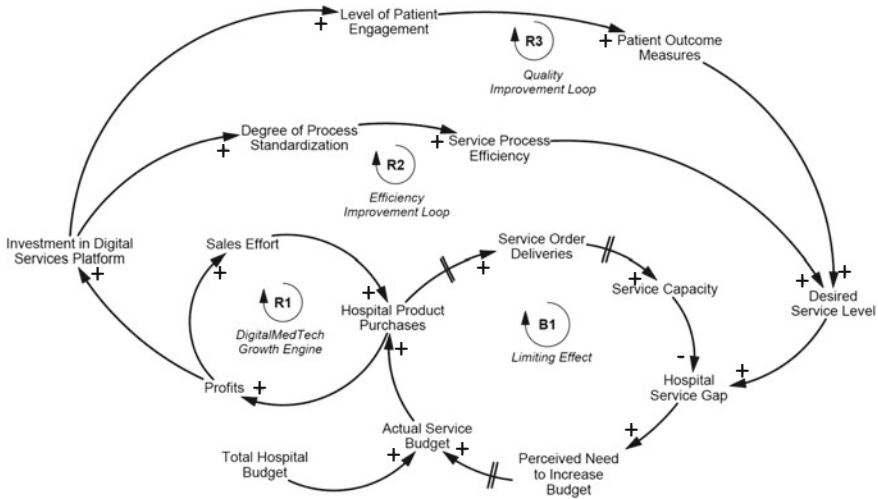 Level of Patient
Engagement
+
R3
Quality
Improvement Loop
+
Patient Outcome
Measures
Degree of Process
Standardization
+
R2
Efficiency
Improvement Loop
+
Service Process
Efficiency
Investment in Digital
Services Platform
+
Sales Effort
+
R1
DigitalMedTech
Growth Engine
+
Hospital Product
Purchases
+
Service Order
Deliveries
+
+
Service Capacity
B1
Limiting Effect
+
+
Desired
Service Level
-
+
Hospital
Service Gap
Profits
+
Actual Service
Budget
+
+
Total Hospital
Budget
+
Perceived Need
to Increase
Budget